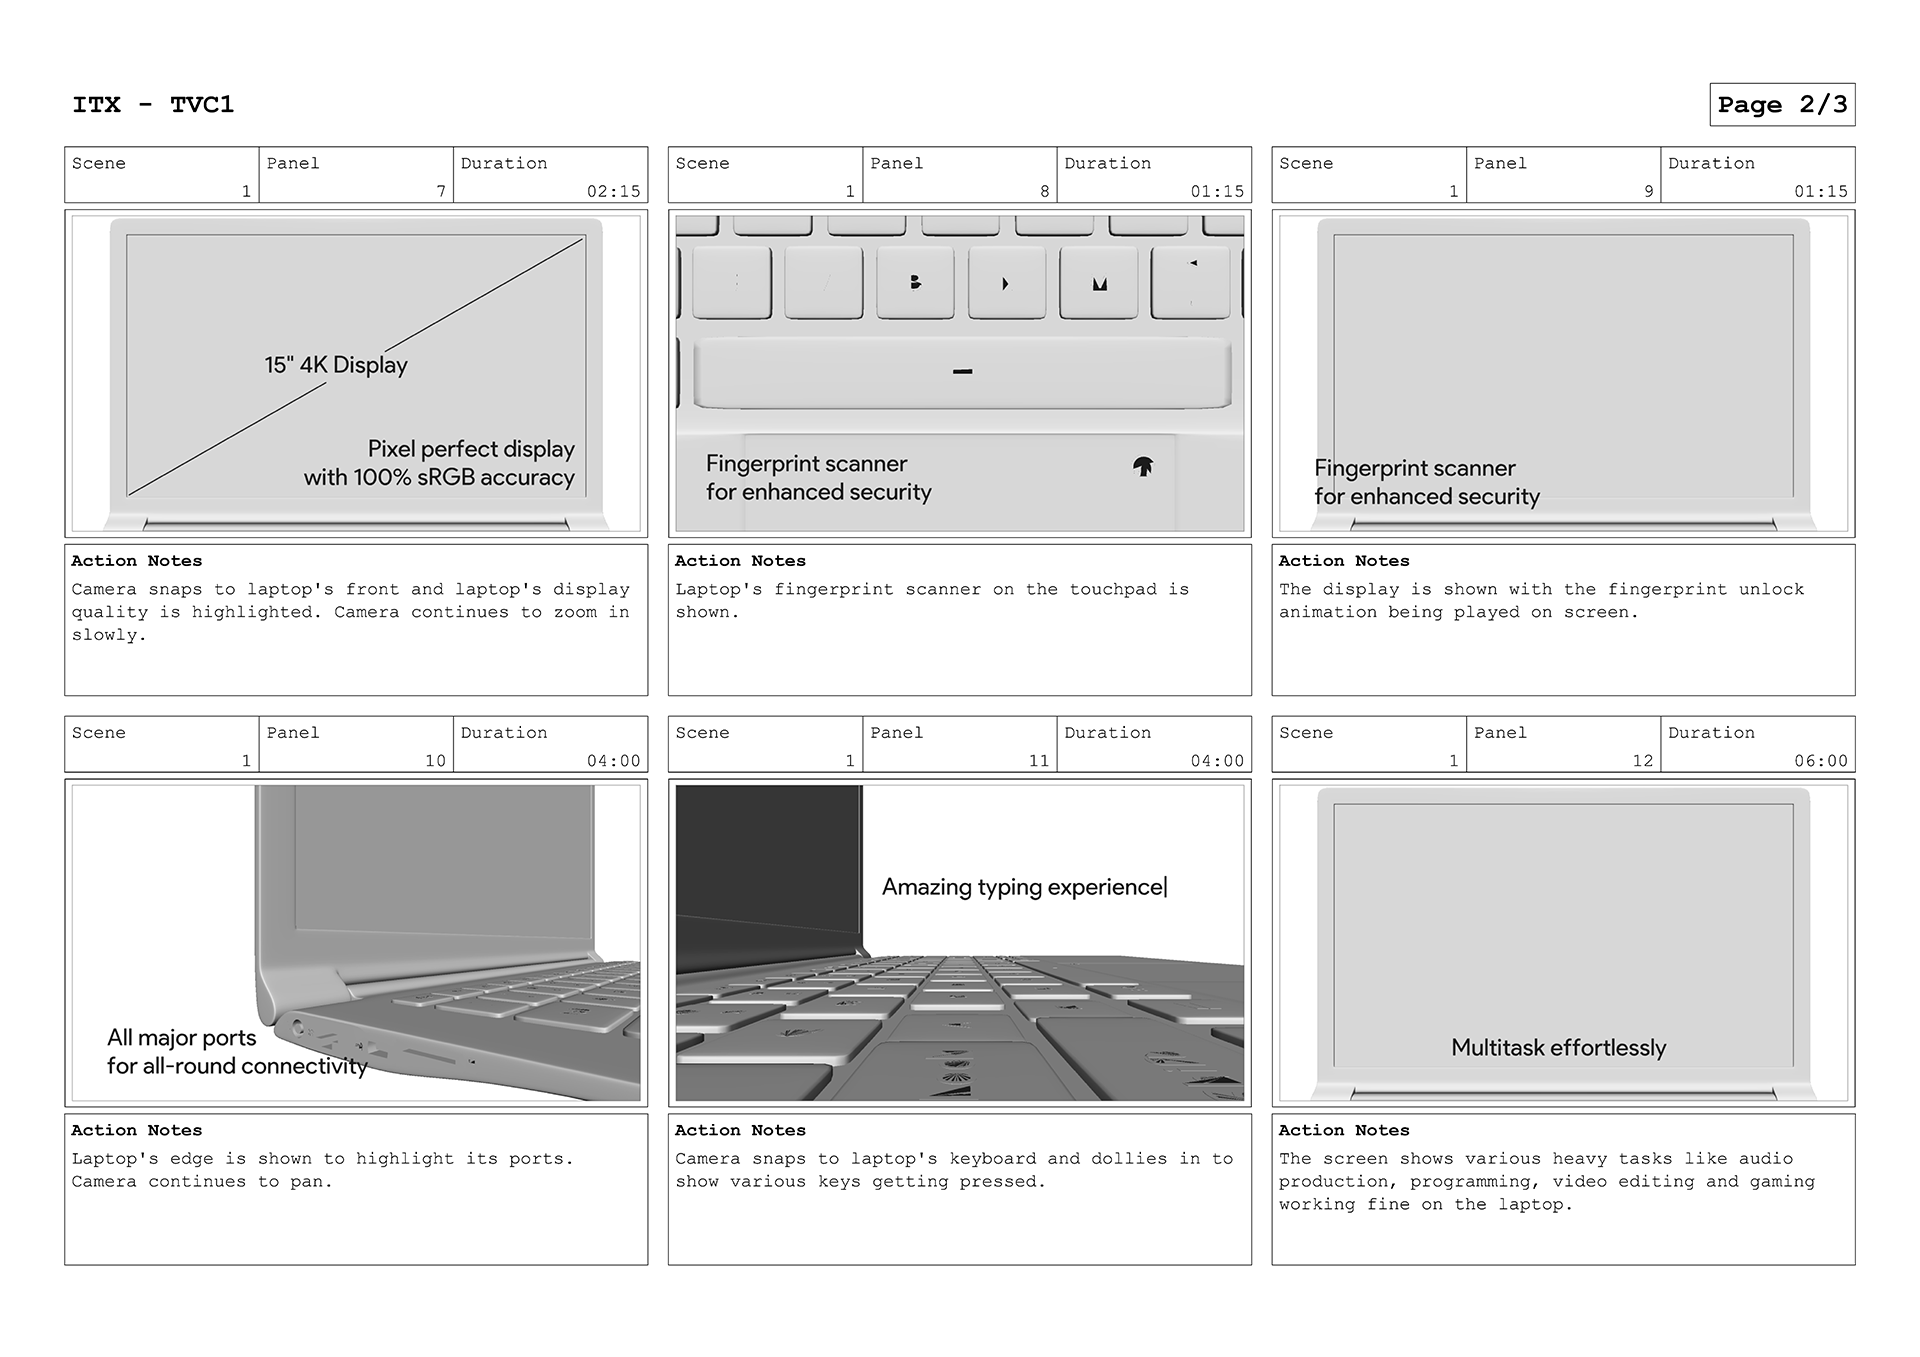 ITX - TVC1
Page 2/3
Scene
1
Panel
7
Duration
02:15
15" 4K Display
Pixel perfect display
with 100% sRGB accuracy
Action Notes
Camera snaps to laptop's front and laptop's display
quality is highlighted. Camera continues to zoom in
slowly.
Scene
1
Panel
8
Duration
01:15
B
M
Fingerprint scanner
for enhanced security
Action Notes
Laptop's fingerprint scanner on the touchpad is
shown.
Scene
1
Panel
9
Duration
01:15
Fingerprint scanner
for enhanced security
Action Notes
The display is shown with the fingerprint unlock
animation being played on screen.
Scene
1
Panel
10
Duration
04:00
All major ports
for all-round connectivity
Action Notes
Laptop's edge is shown to highlight its ports.
Camera continues to pan.
Scene
1
Panel
11
Duration
04:00
Amazing typing experience|
Action Notes
Camera snaps to laptop's keyboard and dollies in to
show various keys getting pressed.
Scene
1
Panel
12
Duration
06:00
Multitask effortlessly
Action Notes
The screen shows various heavy tasks like audio
production, programming, video editing and gaming
working fine on the laptop.